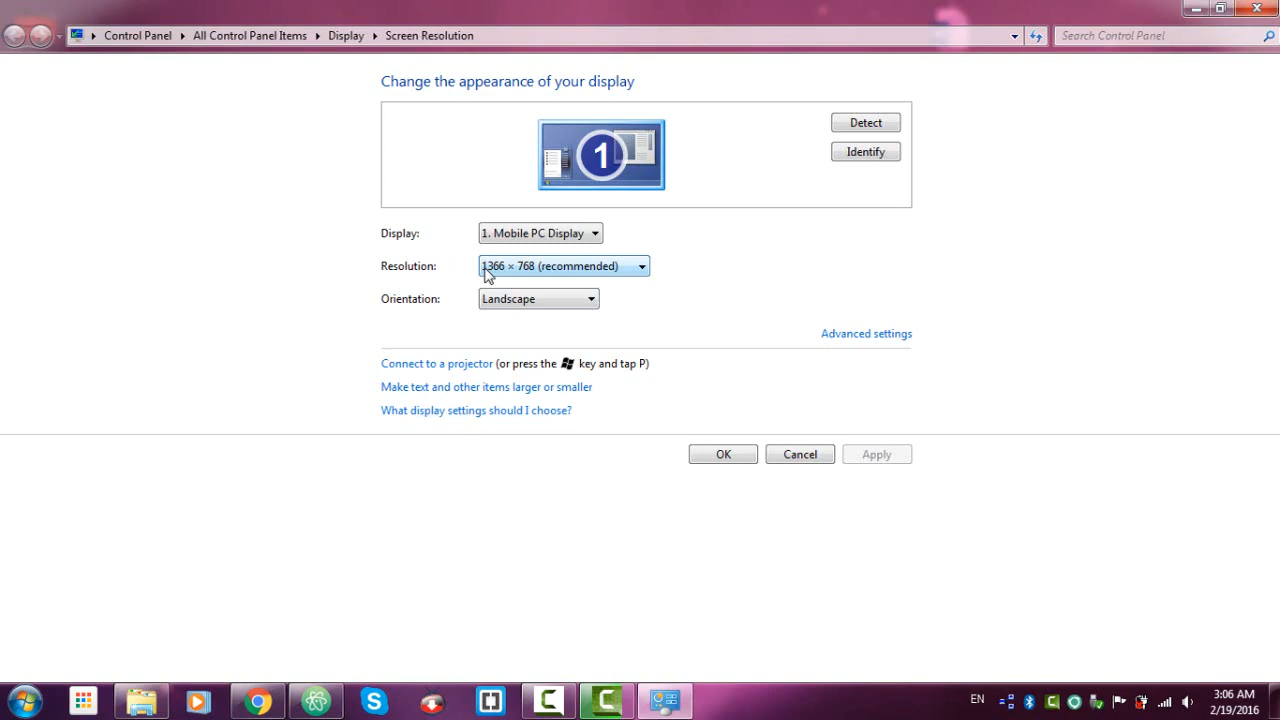 Control Panel All Control Panel Items Display Screen Resolution
Search Control Panel
Change the appearance of your display
1
Detect
Identify
Display: 1. Mobile PC Display
Resolution: 1366 × 768 (recommended)
Orientation: Landscape
Advanced settings
Connect to a projector (or press the key and tap P)
Make text and other items larger or smaller
What display settings should I choose?
OK Cancel Apply
EN
3:06 AM
2/19/2016